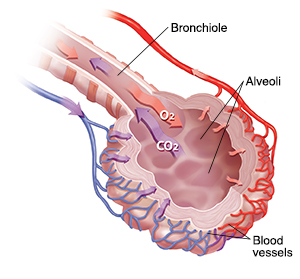 Bronchiole
Alveoli
O₂
CO₂
Blood
vessels